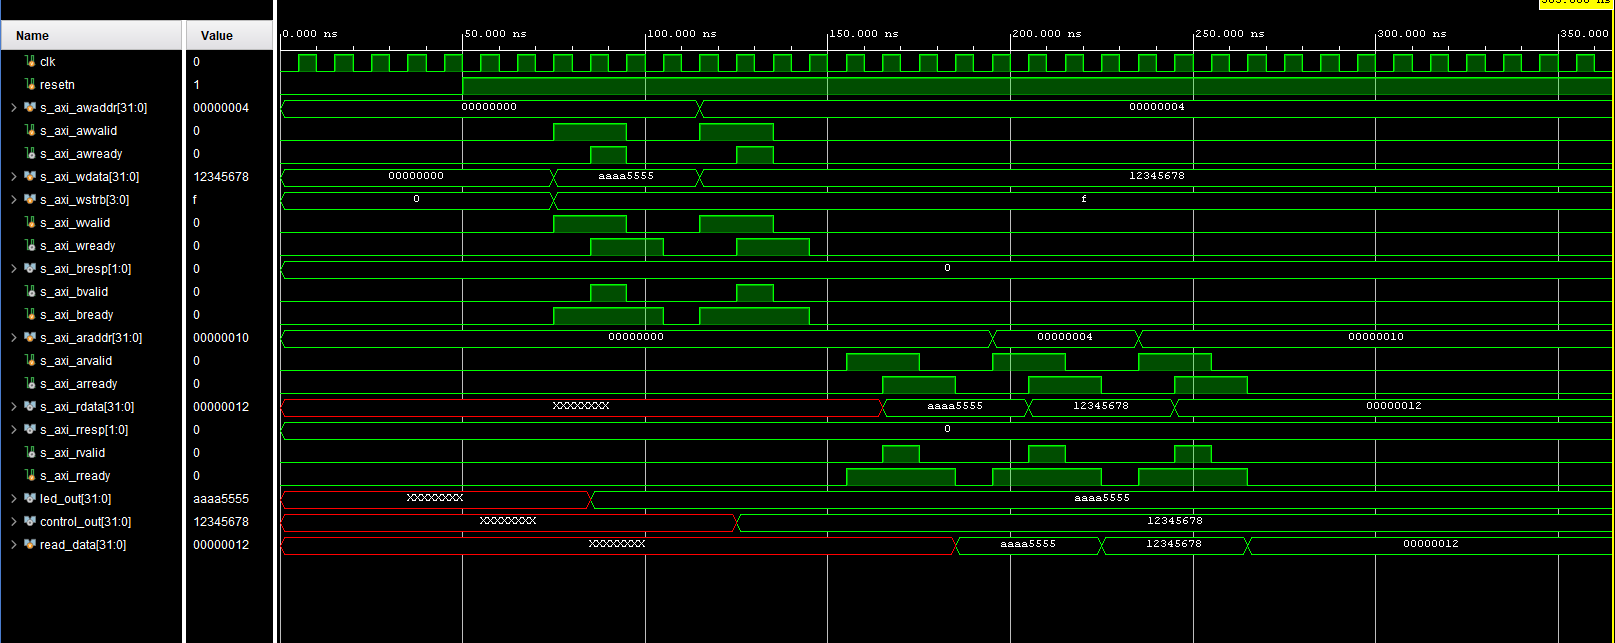 Name Value
0.000 ns 50.000 ns 100.000 ns 150.000 ns 200.000 ns 250.000 ns 300.000 ns 350.000
clk 0
resetn 1
s_axi_awaddr[31:0] 00000004 00000000 00000004
s_axi_awvalid 0
s_axi_awready 0
s_axi_wdata[31:0] 12345678 00000000 aaaa5555 12345678
s_axi_wstrb[3:0] f 0 f
s_axi_wvalid 0
s_axi_wready 0
s_axi_bresp[1:0] 0 0
s_axi_bvalid 0
s_axi_bready 0
s_axi_araddr[31:0] 00000010 00000000 00000004 00000010
s_axi_arvalid 0
s_axi_arready 0
s_axi_rdata[31:0] 00000012 XXXXXXXX aaaa5555 12345678 00000012
s_axi_rresp[1:0] 0 0
s_axi_rvalid 0
s_axi_rready 0
led_out[31:0] aaaa5555 XXXXXXXX aaaa5555
control_out[31:0] 12345678 XXXXXXXX 12345678
read_data[31:0] 00000012 XXXXXXXX aaaa5555 12345678 00000012